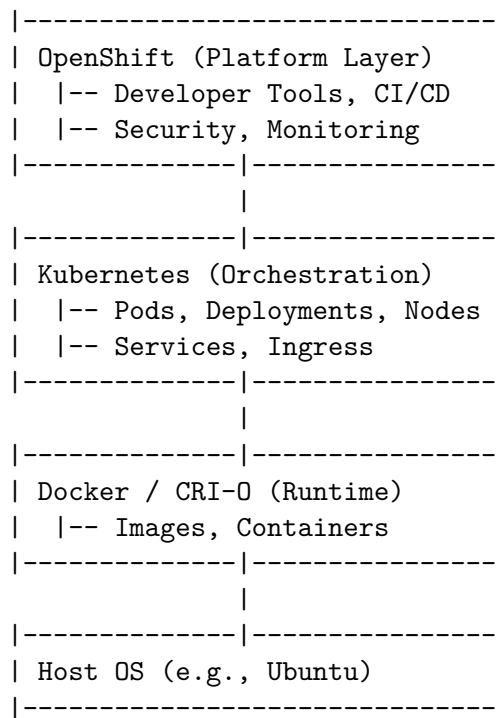 |-------------------------------
| OpenShift (Platform Layer)
|  |-- Developer Tools, CI/CD
|  |-- Security, Monitoring
|--------------|----------------
               |
|--------------|----------------
| Kubernetes (Orchestration)
|  |-- Pods, Deployments, Nodes
|  |-- Services, Ingress
|--------------|----------------
               |
|--------------|----------------
| Docker / CRI-O (Runtime)
|  |-- Images, Containers
|--------------|----------------
               |
|--------------|----------------
| Host OS (e.g., Ubuntu)
|-------------------------------